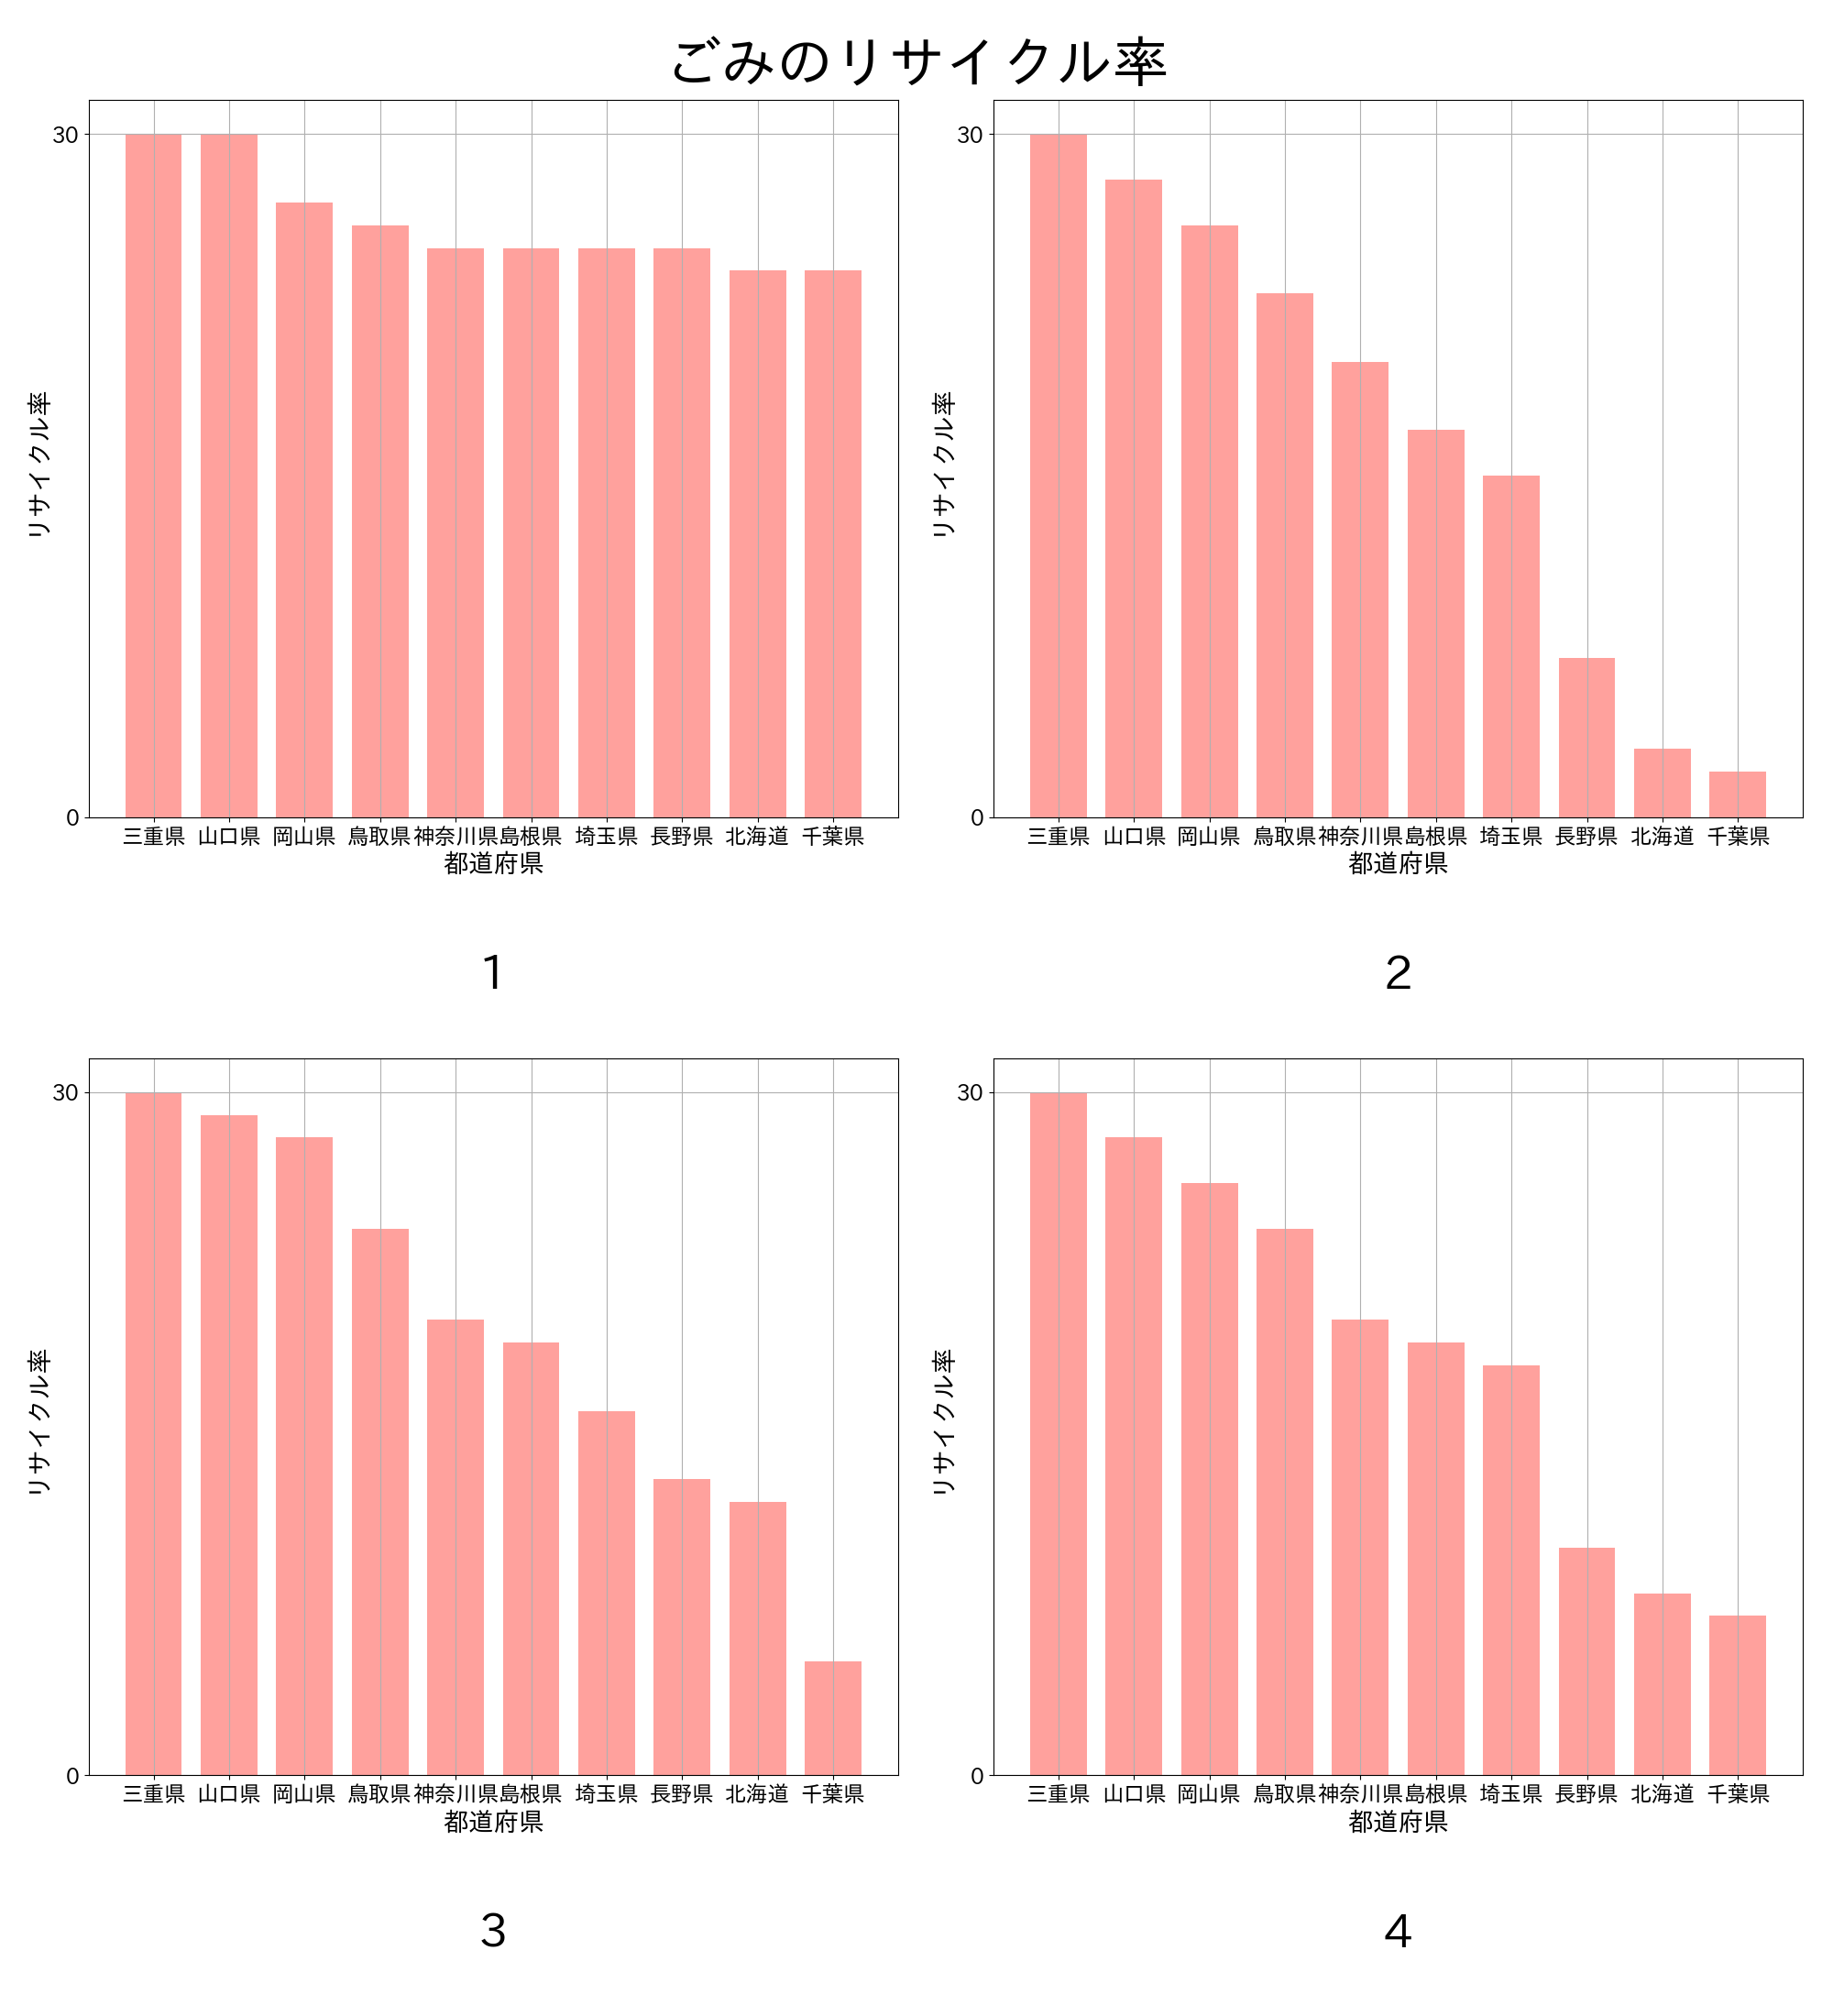 ごみのリサイクル率
30
0
リサイクル率
三重県 山口県 岡山県 鳥取県 神奈川県 島根県 埼玉県 長野県 北海道 千葉県
都道府県
1
30
0
リサイクル率
三重県 山口県 岡山県 鳥取県 神奈川県 島根県 埼玉県 長野県 北海道 千葉県
都道府県
2
30
0
リサイクル率
三重県 山口県 岡山県 鳥取県 神奈川県 島根県 埼玉県 長野県 北海道 千葉県
都道府県
3
30
0
リサイクル率
三重県 山口県 岡山県 鳥取県 神奈川県 島根県 埼玉県 長野県 北海道 千葉県
都道府県
4